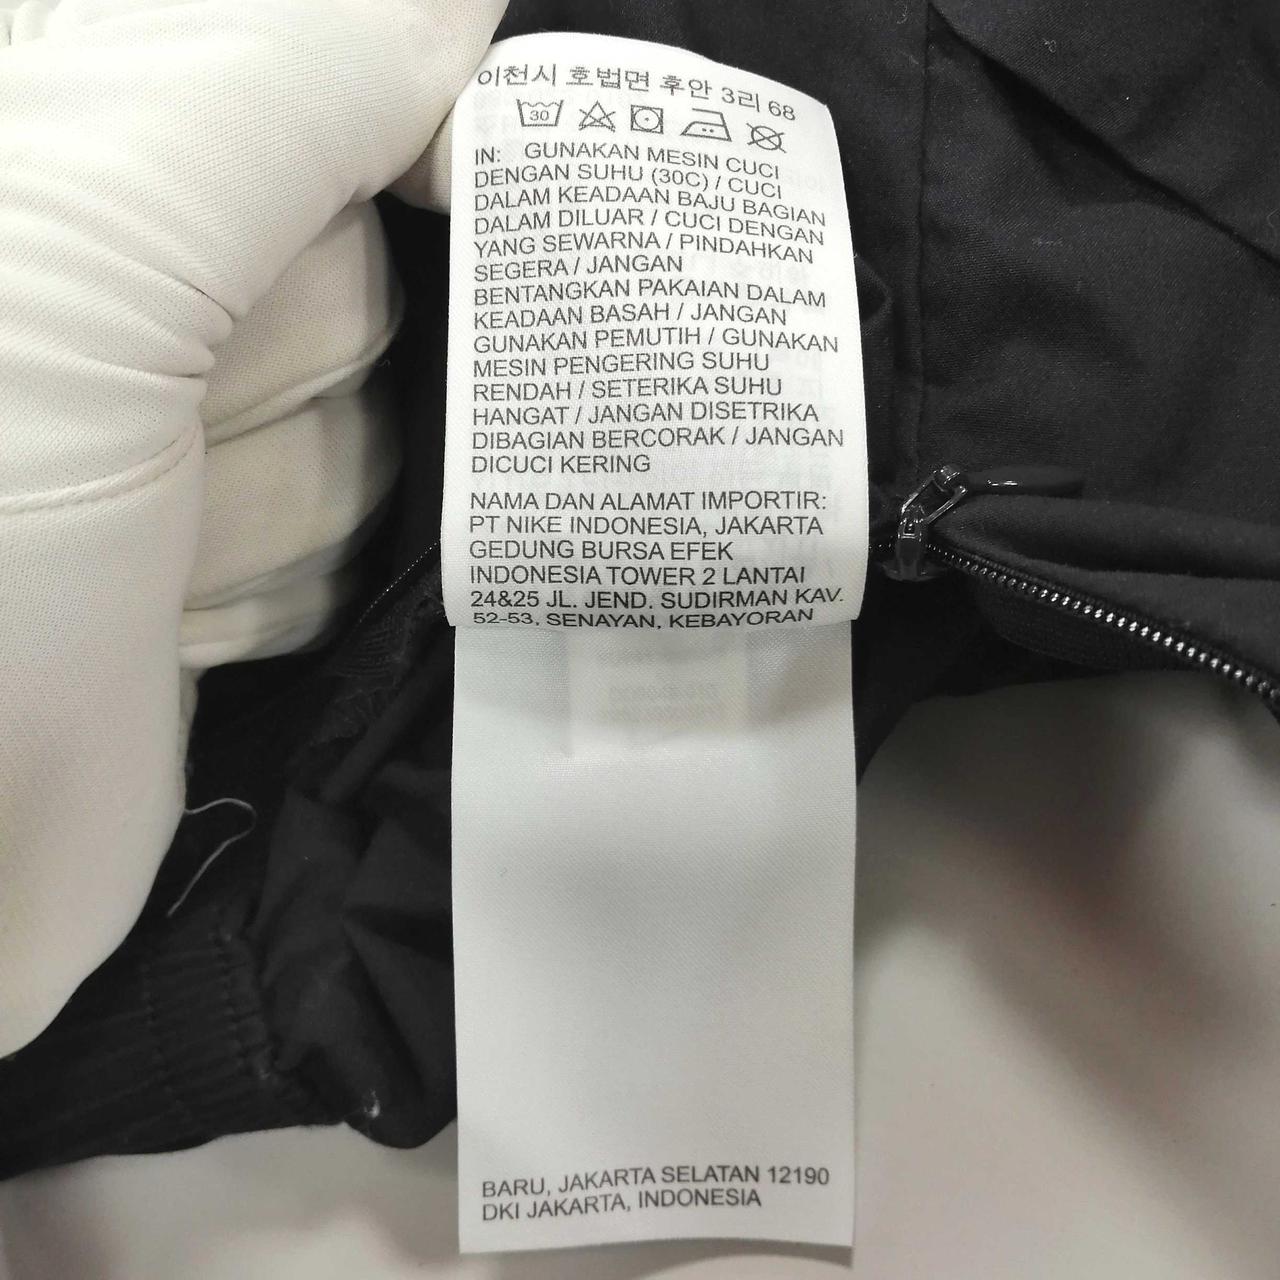 이천시 호법면 후안 3리 68
30
IN: GUNAKAN MESIN CUCI
DENGAN SUHU (30C) / CUCI
DALAM KEADAAN BAJU BAGIAN
DALAM DILUAR / CUCI DENGAN
YANG SEWARNA / PINDAHKAN
SEGERA / JANGAN
BENTANGKAN PAKAIAN DALAM
KEADAAN BASAH / JANGAN
GUNAKAN PEMUTIH / GUNAKAN
MESIN PENGERING SUHU
RENDAH / SETERIKA SUHU
HANGAT / JANGAN DISETRIKA
DIBAGIAN BERCORAK / JANGAN
DICUCI KERING
NAMA DAN ALAMAT IMPORTIR:
PT NIKE INDONESIA, JAKARTA
GEDUNG BURSA EFEK
INDONESIA TOWER 2 LANTAI
24&25 JL. JEND. SUDIRMAN KAV.
52-53, SENAYAN, KEBAYORAN
BARU, JAKARTA SELATAN 12190
DKI JAKARTA, INDONESIA